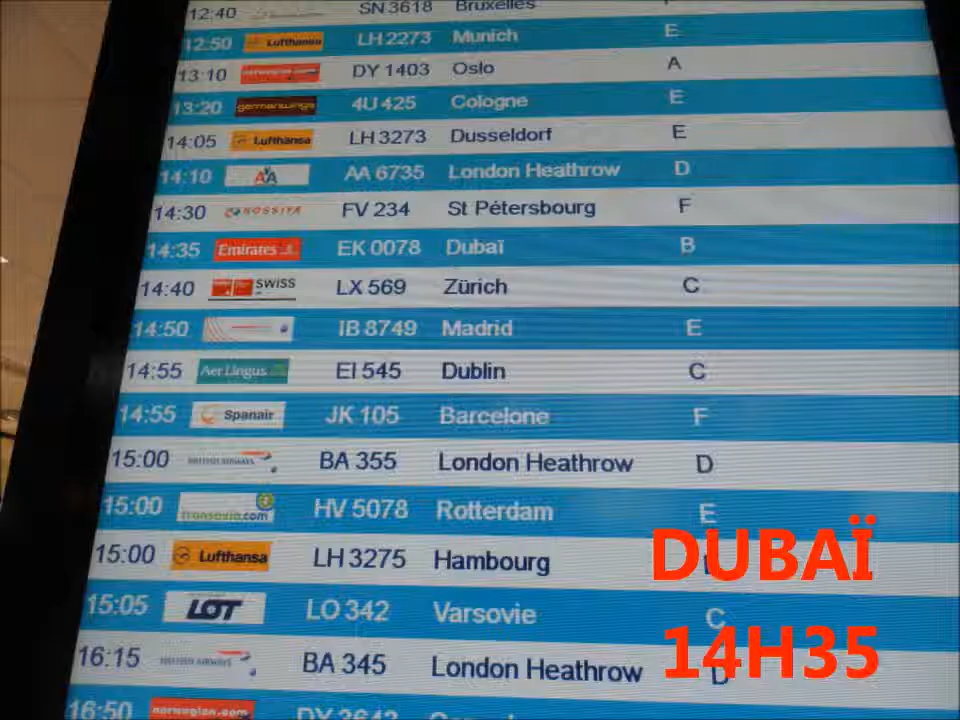 12:40 SN 3618 Bruxelles
12:50 Lufthansa LH 2273 Munich E
13:10 DY 1403 Oslo A
13:20 germanwings 4U 425 Cologne E
14:05 Lufthansa LH 3273 Dusseldorf E
14:10 AA AA 6735 London Heathrow D
14:30 ROSSIYA FV 234 St Pétersbourg F
14:35 Emirates EK 0078 Dubaï B
14:40 SWISS LX 569 Zürich C
14:50 IB 8749 Madrid E
14:55 Aer Lingus EI 545 Dublin C
14:55 Spanair JK 105 Barcelone F
15:00 BRITISH AIRWAYS BA 355 London Heathrow D
15:00 transavia.com HV 5078 Rotterdam E
15:00 Lufthansa LH 3275 Hambourg
15:05 LOT LO 342 Varsovie C
16:15 BRITISH AIRWAYS BA 345 London Heathrow D
16:50 norwegian.com DY
DUBAÏ
14H35